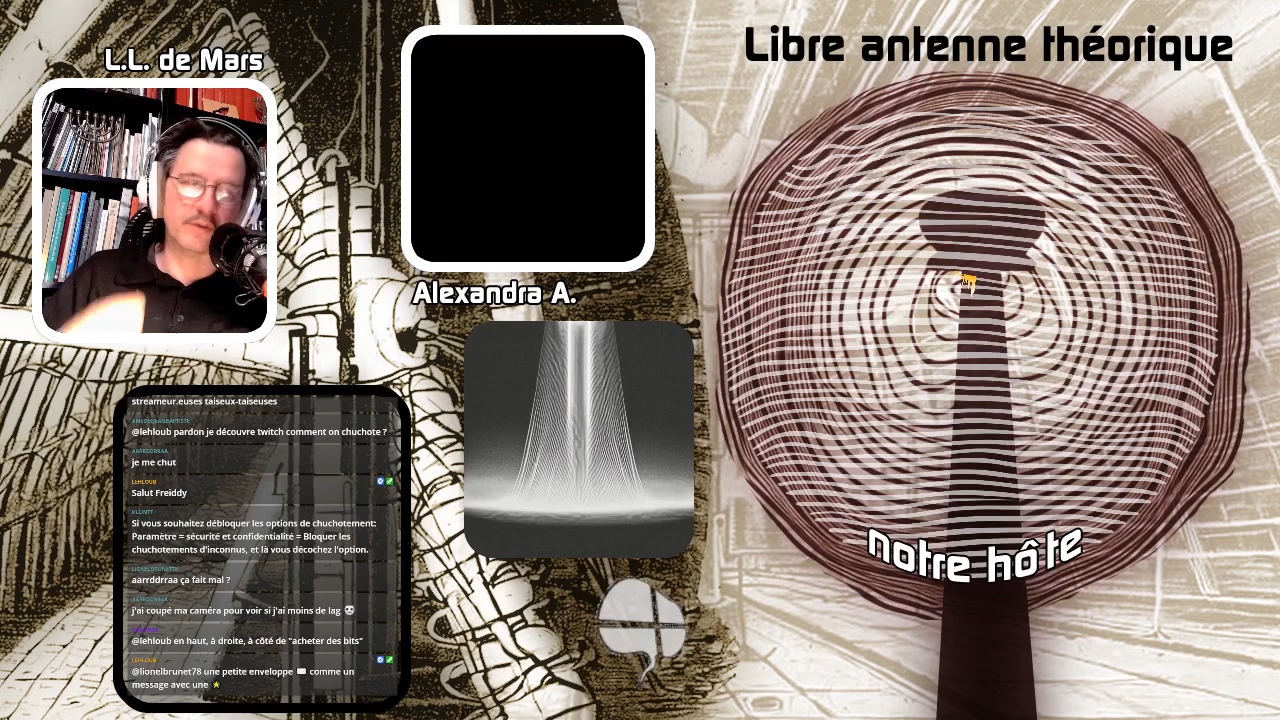 Libre antenne théorique
L.L. de Mars
Alexandra A.
streameur.euses taiseux-taiseuses
@lehloub pardon je découvre twitch comment on chuchote ?
AARRDDRRAA
je me chut
LEHLOUB
Salut Freiddy
KLLINTT
Si vous souhaitez débloquer les options de chuchotement:
Paramètre = sécurité et confidentialité = Bloquer les
chuchotements d'inconnus, et là vous décochez l'option.
aarrddrraa ça fait mal ?
AARRDDRRAA
j'ai coupé ma caméra pour voir si j'ai moins de lag
@lehloub en haut, à droite, à côté de "acheter des bits"
LEHLOUB
@lionelbrunet78 une petite enveloppe ✉ comme un
message avec une
notre hôte